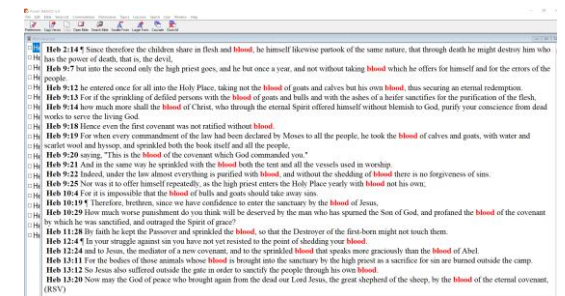 Heb 2:14 ¶ Since therefore the children share in flesh and blood, he himself likewise partook of the same nature, that through death he might destroy him who
has the power of death, that is, the devil,
Heb 9:7 but into the second only the high priest goes, and he but once a year, and not without taking blood which he offers for himself and for the errors of the
people.
Heb 9:12 he entered once for all into the Holy Place, taking not the blood of goats and calves but his own blood, thus securing an eternal redemption.
Heb 9:13 For if the sprinkling of defiled persons with the blood of goats and bulls and with the ashes of a heifer sanctifies for the purification of the flesh,
Heb 9:14 how much more shall the blood of Christ, who through the eternal Spirit offered himself without blemish to God, purify your conscience from dead
works to serve the living God.
Heb 9:18 Hence even the first covenant was not ratified without blood.
Heb 9:19 For when every commandment of the law had been declared by Moses to all the people, he took the blood of calves and goats, with water and
scarlet wool and hyssop, and sprinkled both the book itself and all the people,
Heb 9:20 saying, "This is the blood of the covenant which God commanded you."
Heb 9:21 And in the same way he sprinkled with the blood both the tent and all the vessels used in worship.
Heb 9:22 Indeed, under the law almost everything is purified with blood, and without the shedding of blood there is no forgiveness of sins.
Heb 9:25 Nor was it to offer himself repeatedly, as the high priest enters the Holy Place yearly with blood not his own;
Heb 10:4 For it is impossible that the blood of bulls and goats should take away sins.
Heb 10:19 ¶ Therefore, brethren, since we have confidence to enter the sanctuary by the blood of Jesus,
Heb 10:29 How much worse punishment do you think will be deserved by the man who has spurned the Son of God, and profaned the blood of the covenant
by which he was sanctified, and outraged the Spirit of grace?
Heb 11:28 By faith he kept the Passover and sprinkled the blood, so that the Destroyer of the first-born might not touch them.
Heb 12:4 ¶ In your struggle against sin you have not yet resisted to the point of shedding your blood.
Heb 12:24 and to Jesus, the mediator of a new covenant, and to the sprinkled blood that speaks more graciously than the blood of Abel.
Heb 13:11 For the bodies of those animals whose blood is brought into the sanctuary by the high priest as a sacrifice for sin are burned outside the camp.
Heb 13:12 So Jesus also suffered outside the gate in order to sanctify the people through his own blood.
Heb 13:20 Now may the God of peace who brought again from the dead our Lord Jesus, the great shepherd of the sheep, by the blood of the eternal covenant,
(RSV)